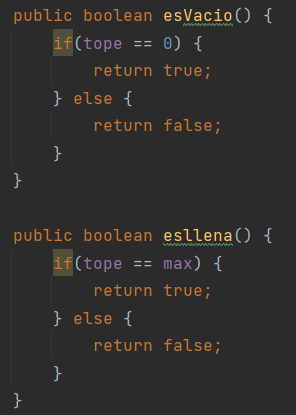 public boolean esVacio() {
    if(tope == 0) {
        return true;
    } else {
        return false;
    }
}

public boolean esllena() {
    if(tope == max) {
        return true;
    } else {
        return false;
    }
}